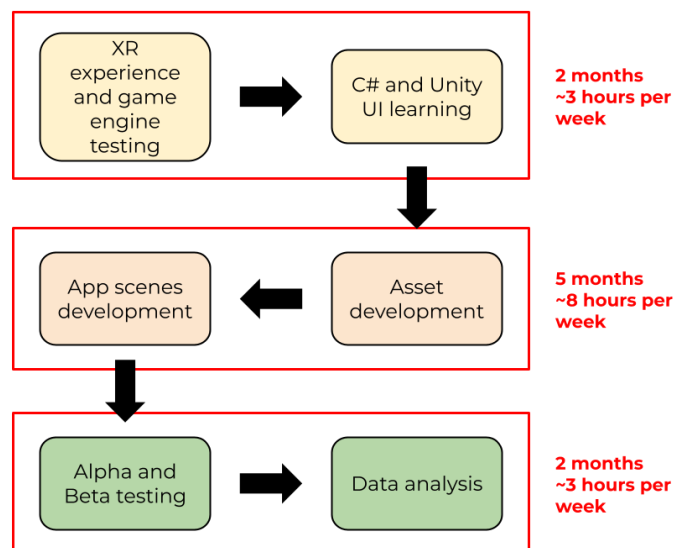 XR
experience
and game
engine
testing
C# and Unity
UI learning
2 months
~3 hours per
week
App scenes
development
Asset
development
5 months
~8 hours per
week
Alpha and
Beta testing
Data analysis
2 months
~3 hours per
week